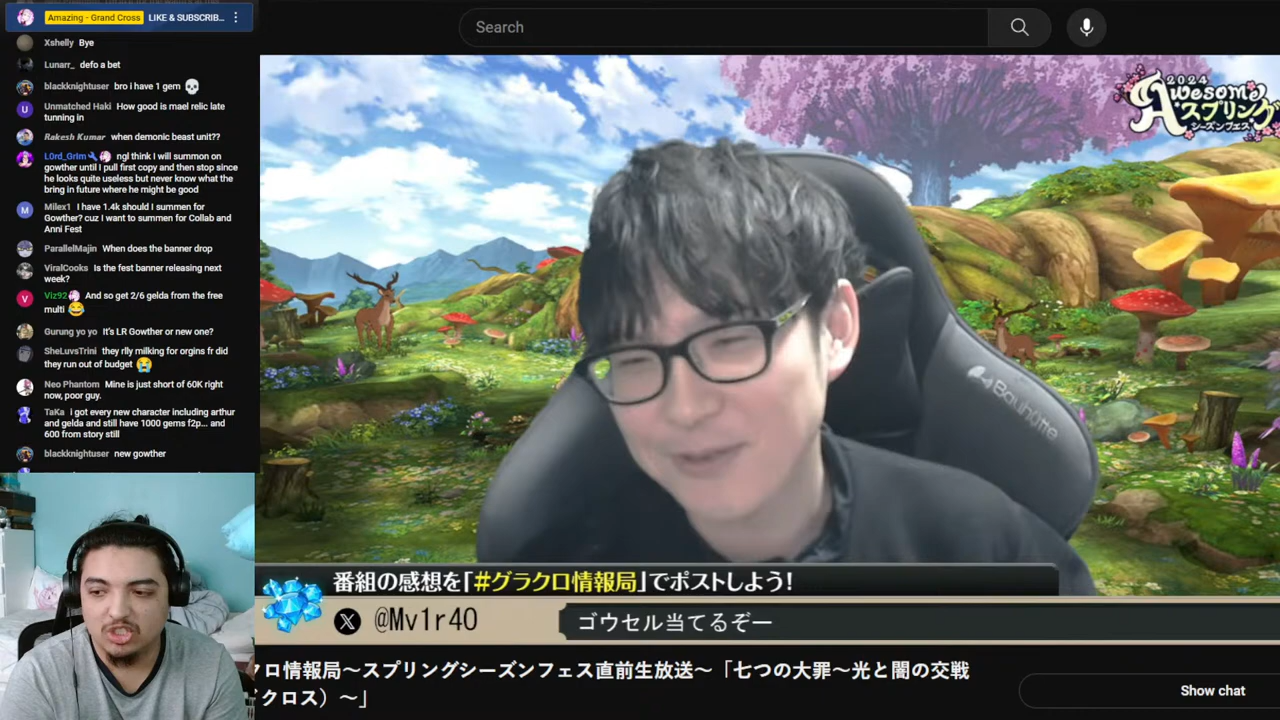 Amazing - Grand Cross LIKE & SUBSCRIB...
Xshelly Bye
Lunarr_ defo a bet
blackknightuser bro i have 1 gem
Unmatched Haki How good is mael relic late
tunning in
Rakesh Kumar when demonic beast unit??
L0rd_Grim ngl think I will summon on
gowther until I pull first copy and then stop since
he looks quite useless but never know what the
bring in future where he might be good
Milex1 I have 1.4k should I summen for
Gowther? cuz I want to summen for Collab and
Anni Fest
ParallelMajin When does the banner drop
ViralCooks Is the fest banner releasing next
week?
Viz92 And so get 2/6 gelda from the free
multi
Gurung yo yo It's LR Gowther or new one?
SheLuvsTrini they rlly milking for orgins fr did
they run out of budget
Neo Phantom Mine is just short of 60K right
now, poor guy.
TaKa i got every new character including arthur
and gelda and still have 1000 gems f2p... and
600 from story still
blackknightuser new gowther
Search
2024
Awesome
スプリング
シーズンフェス
Bauhütte
番組の感想を「#グラクロ情報局」でポストしよう!
@Mv1r40 ゴウセル当てるぞー
ロ情報局～スプリングシーズンフェス直前生放送～「七つの大罪～光と闇の交戦
クロス）～」
Show chat